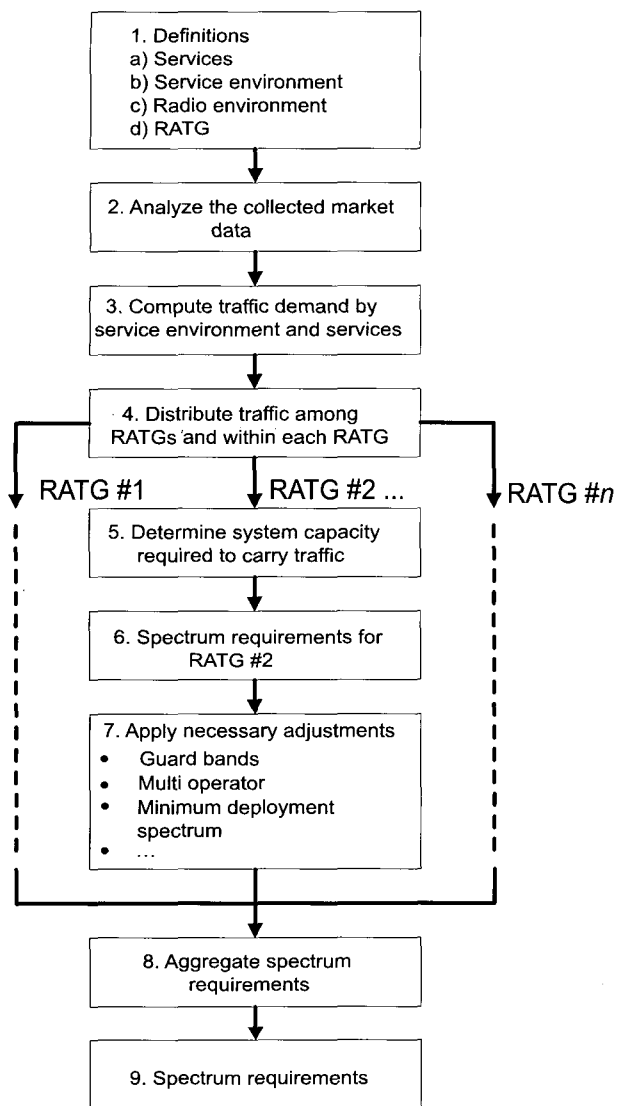 1. Definitions
a) Services
b) Service environment
c) Radio environment
d) RATG
2. Analyze the collected market
data
3. Compute traffic demand by
service environment and services
4. Distribute traffic among
RATGs and within each RATG
RATG #1
RATG #2 ...
RATG #n
5. Determine system capacity
required to carry traffic
6. Spectrum requirements for
RATG #2
7. Apply necessary adjustments
• Guard bands
• Multi operator
• Minimum deployment
spectrum
• ...
8. Aggregate spectrum
requirements
9. Spectrum requirements